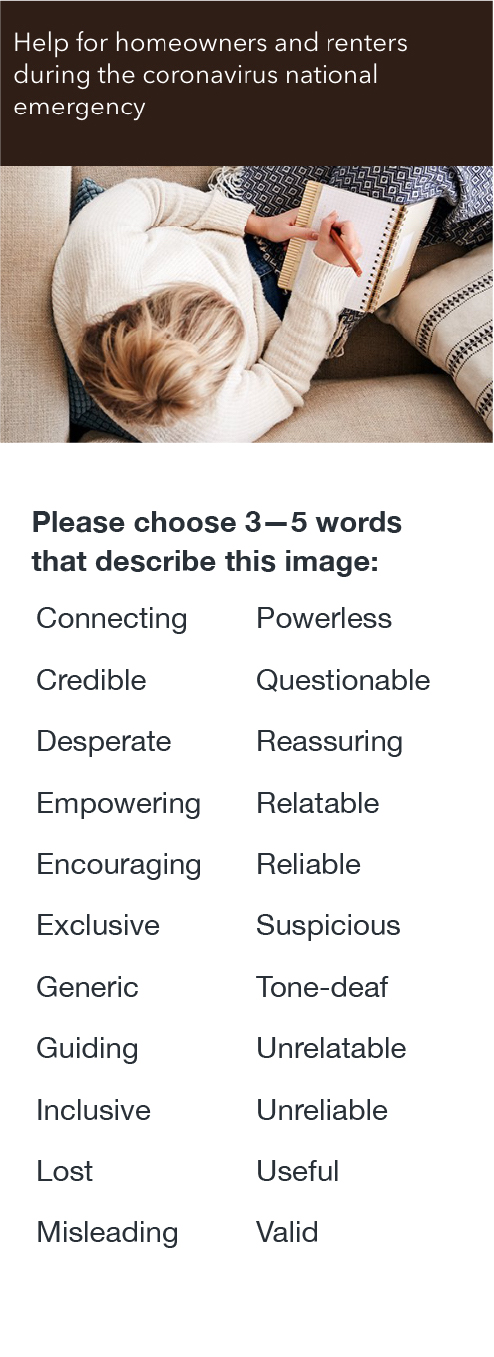 Help for homeowners and renters
during the coronavirus national
emergency
Please choose 3—5 words
that describe this image:
Connecting
Credible
Desperate
Empowering
Encouraging
Exclusive
Generic
Guiding
Inclusive
Lost
Misleading
Powerless
Questionable
Reassuring
Relatable
Reliable
Suspicious
Tone-deaf
Unrelatable
Unreliable
Useful
Valid